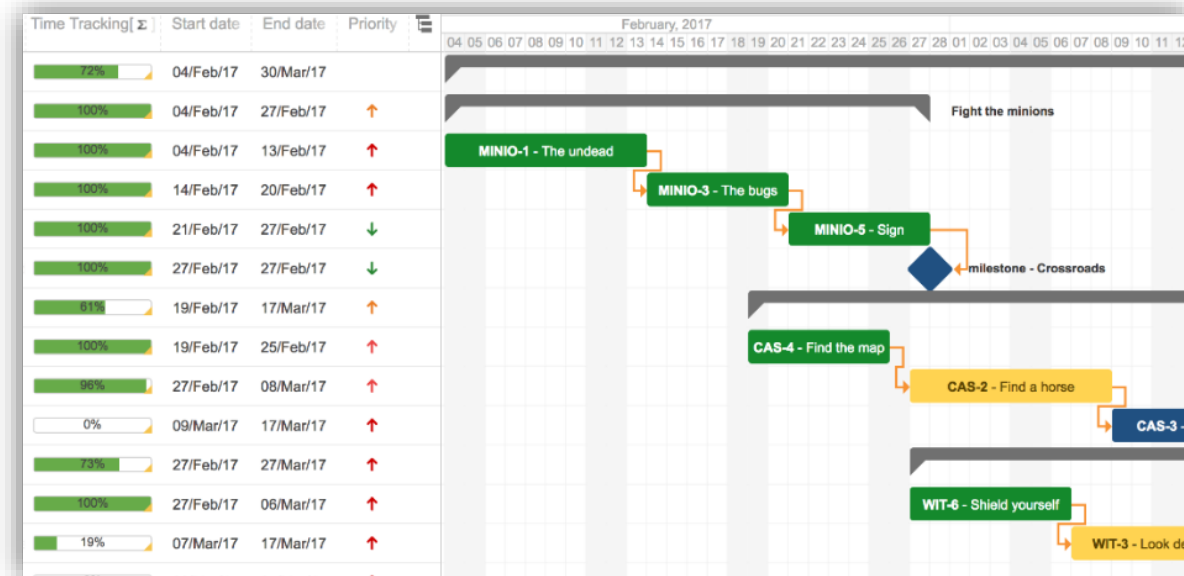 Time Tracking[ Σ ] Start date End date Priority February, 2017
04 05 06 07 08 09 10 11 12 13 14 15 16 17 18 19 20 21 22 23 24 25 26 27 28 01 02 03 04 05 06 07 08 09 10 11 12
72% 04/Feb/17 30/Mar/17
100% 04/Feb/17 27/Feb/17 Fight the minions
100% 04/Feb/17 13/Feb/17 MINIO-1 - The undead
100% 14/Feb/17 20/Feb/17 MINIO-3 - The bugs
100% 21/Feb/17 27/Feb/17 MINIO-5 - Sign
100% 27/Feb/17 27/Feb/17 milestone - Crossroads
61% 19/Feb/17 17/Mar/17
100% 19/Feb/17 25/Feb/17 CAS-4 - Find the map
96% 27/Feb/17 08/Mar/17 CAS-2 - Find a horse
0% 09/Mar/17 17/Mar/17 CAS-3 -
73% 27/Feb/17 27/Mar/17
100% 27/Feb/17 06/Mar/17 WIT-6 - Shield yourself
19% 07/Mar/17 17/Mar/17 WIT-3 - Look de